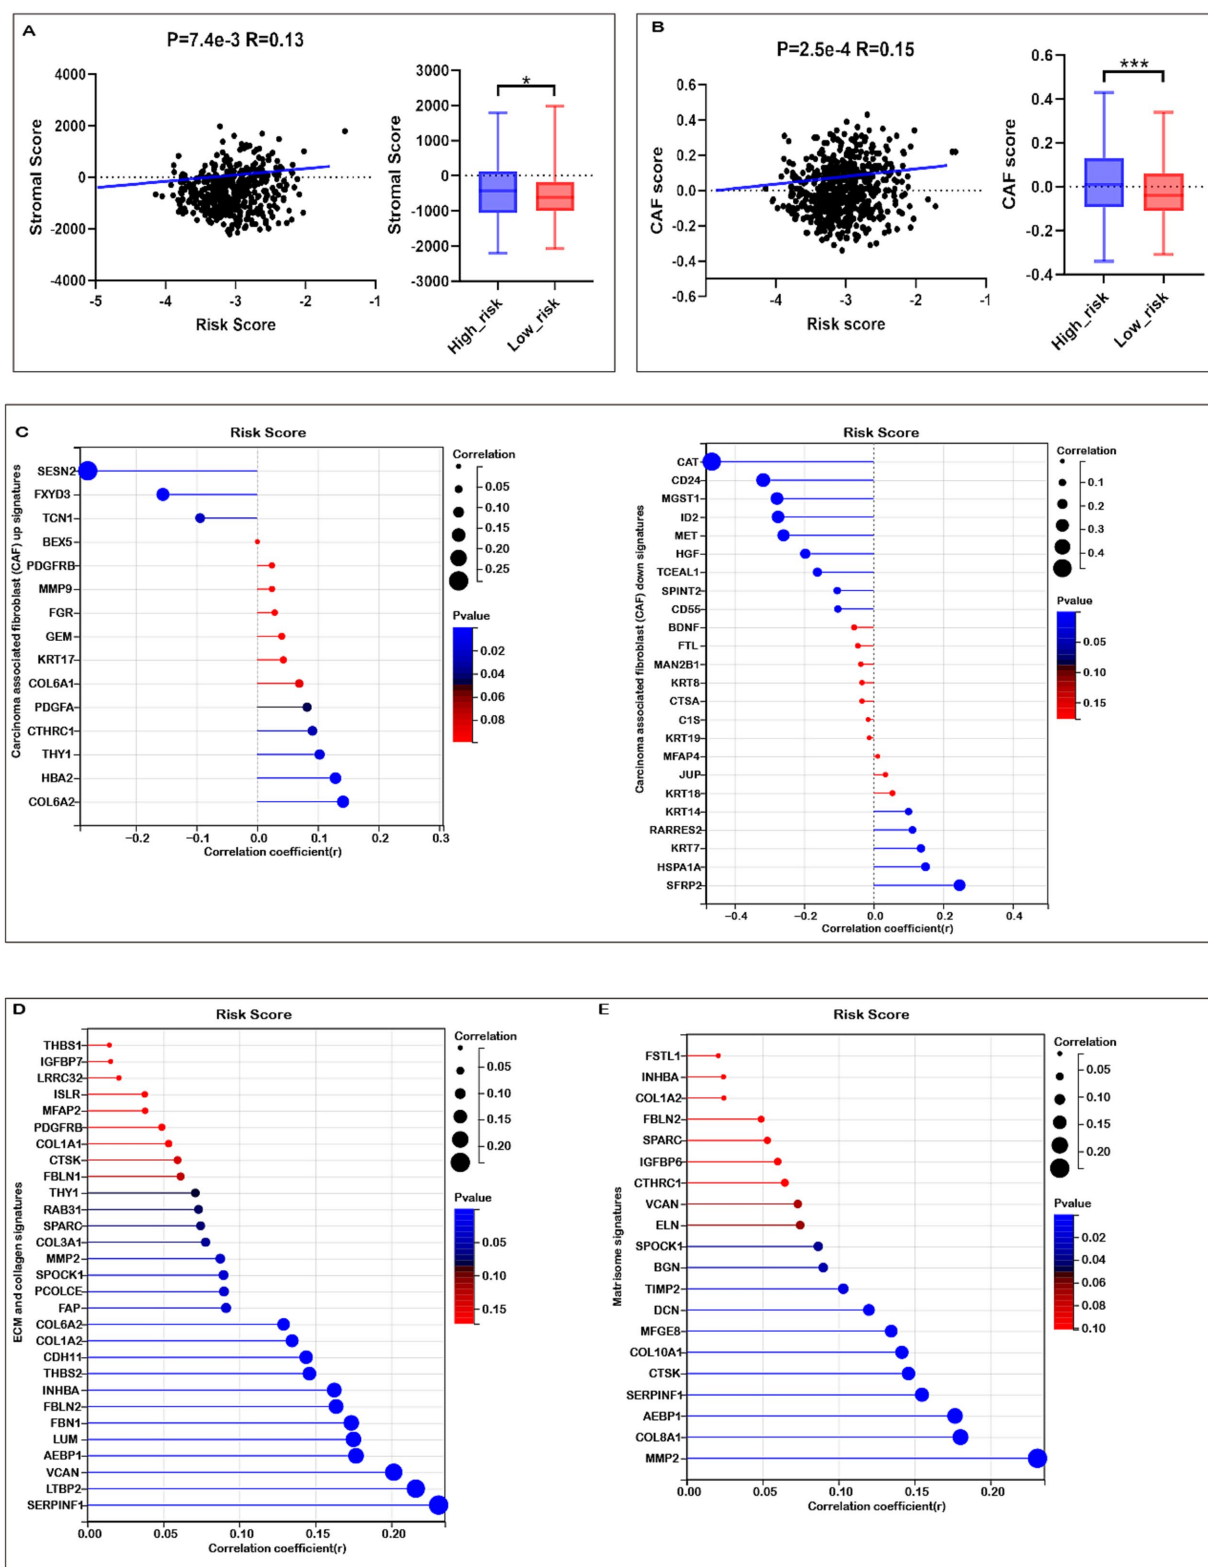 A
P=7.4e-3 R=0.13
4000
2000
0
-2000
-4000
Stromal Score
-5 -4 -3 -2 -1
Risk Score
3000
2000
1000
0
-1000
-2000
-3000
Stromal Score
*
High_risk Low_risk
B
P=2.5e-4 R=0.15
0.6
0.4
0.2
0.0
-0.2
-0.4
-0.6
CAF score
-4 -3 -2 -1
Risk score
0.6
0.4
0.2
0.0
-0.2
-0.4
CAF score
***
High_risk Low_risk
C
Risk Score
Carcinoma associated fibroblast (CAF) up signatures
SESN2
FXYD3
TCN1
BEX5
PDGFRB
MMP9
FGR
GEM
KRT17
COL6A1
PDGFA
CTHRC1
THY1
HBA2
COL6A2
−0.2 −0.1 0.0 0.1 0.2 0.3
Correlation coefficient(r)
Correlation
0.05
0.10
0.15
0.20
0.25
Pvalue
0.02
0.04
0.06
0.08
Risk Score
Carcinoma associated fibroblast (CAF) down signatures
CAT
CD24
MGST1
ID2
MET
HGF
TCEAL1
SPINT2
CD55
BDNF
FTL
MAN2B1
KRT8
CTSA
C1S
KRT19
MFAP4
JUP
KRT18
KRT14
RARRES2
KRT7
HSPA1A
SFRP2
−0.4 −0.2 0.0 0.2 0.4
Correlation coefficient(r)
Correlation
0.1
0.2
0.3
0.4
Pvalue
0.05
0.10
0.15
D
Risk Score
ECM and collagen signatures
THBS1
IGFBP7
LRRC32
ISLR
MFAP2
PDGFRB
COL1A1
CTSK
FBLN1
THY1
RAB31
SPARC
COL3A1
MMP2
SPOCK1
PCOLCE
FAP
COL6A2
COL1A2
CDH11
THBS2
INHBA
FBLN2
FBN1
LUM
AEBP1
VCAN
LTBP2
SERPINF1
0.00 0.05 0.10 0.15 0.20
Correlation coefficient(r)
Correlation
0.05
0.10
0.15
0.20
Pvalue
0.05
0.10
0.15
E
Risk Score
Matrisome signatures
FSTL1
INHBA
COL1A2
FBLN2
SPARC
IGFBP6
CTHRC1
VCAN
ELN
SPOCK1
BGN
TIMP2
DCN
MFGE8
COL10A1
CTSK
SERPINF1
AEBP1
COL8A1
MMP2
0.00 0.05 0.10 0.15 0.20
Correlation coefficient(r)
Correlation
0.05
0.10
0.15
0.20
Pvalue
0.02
0.04
0.06
0.08
0.10